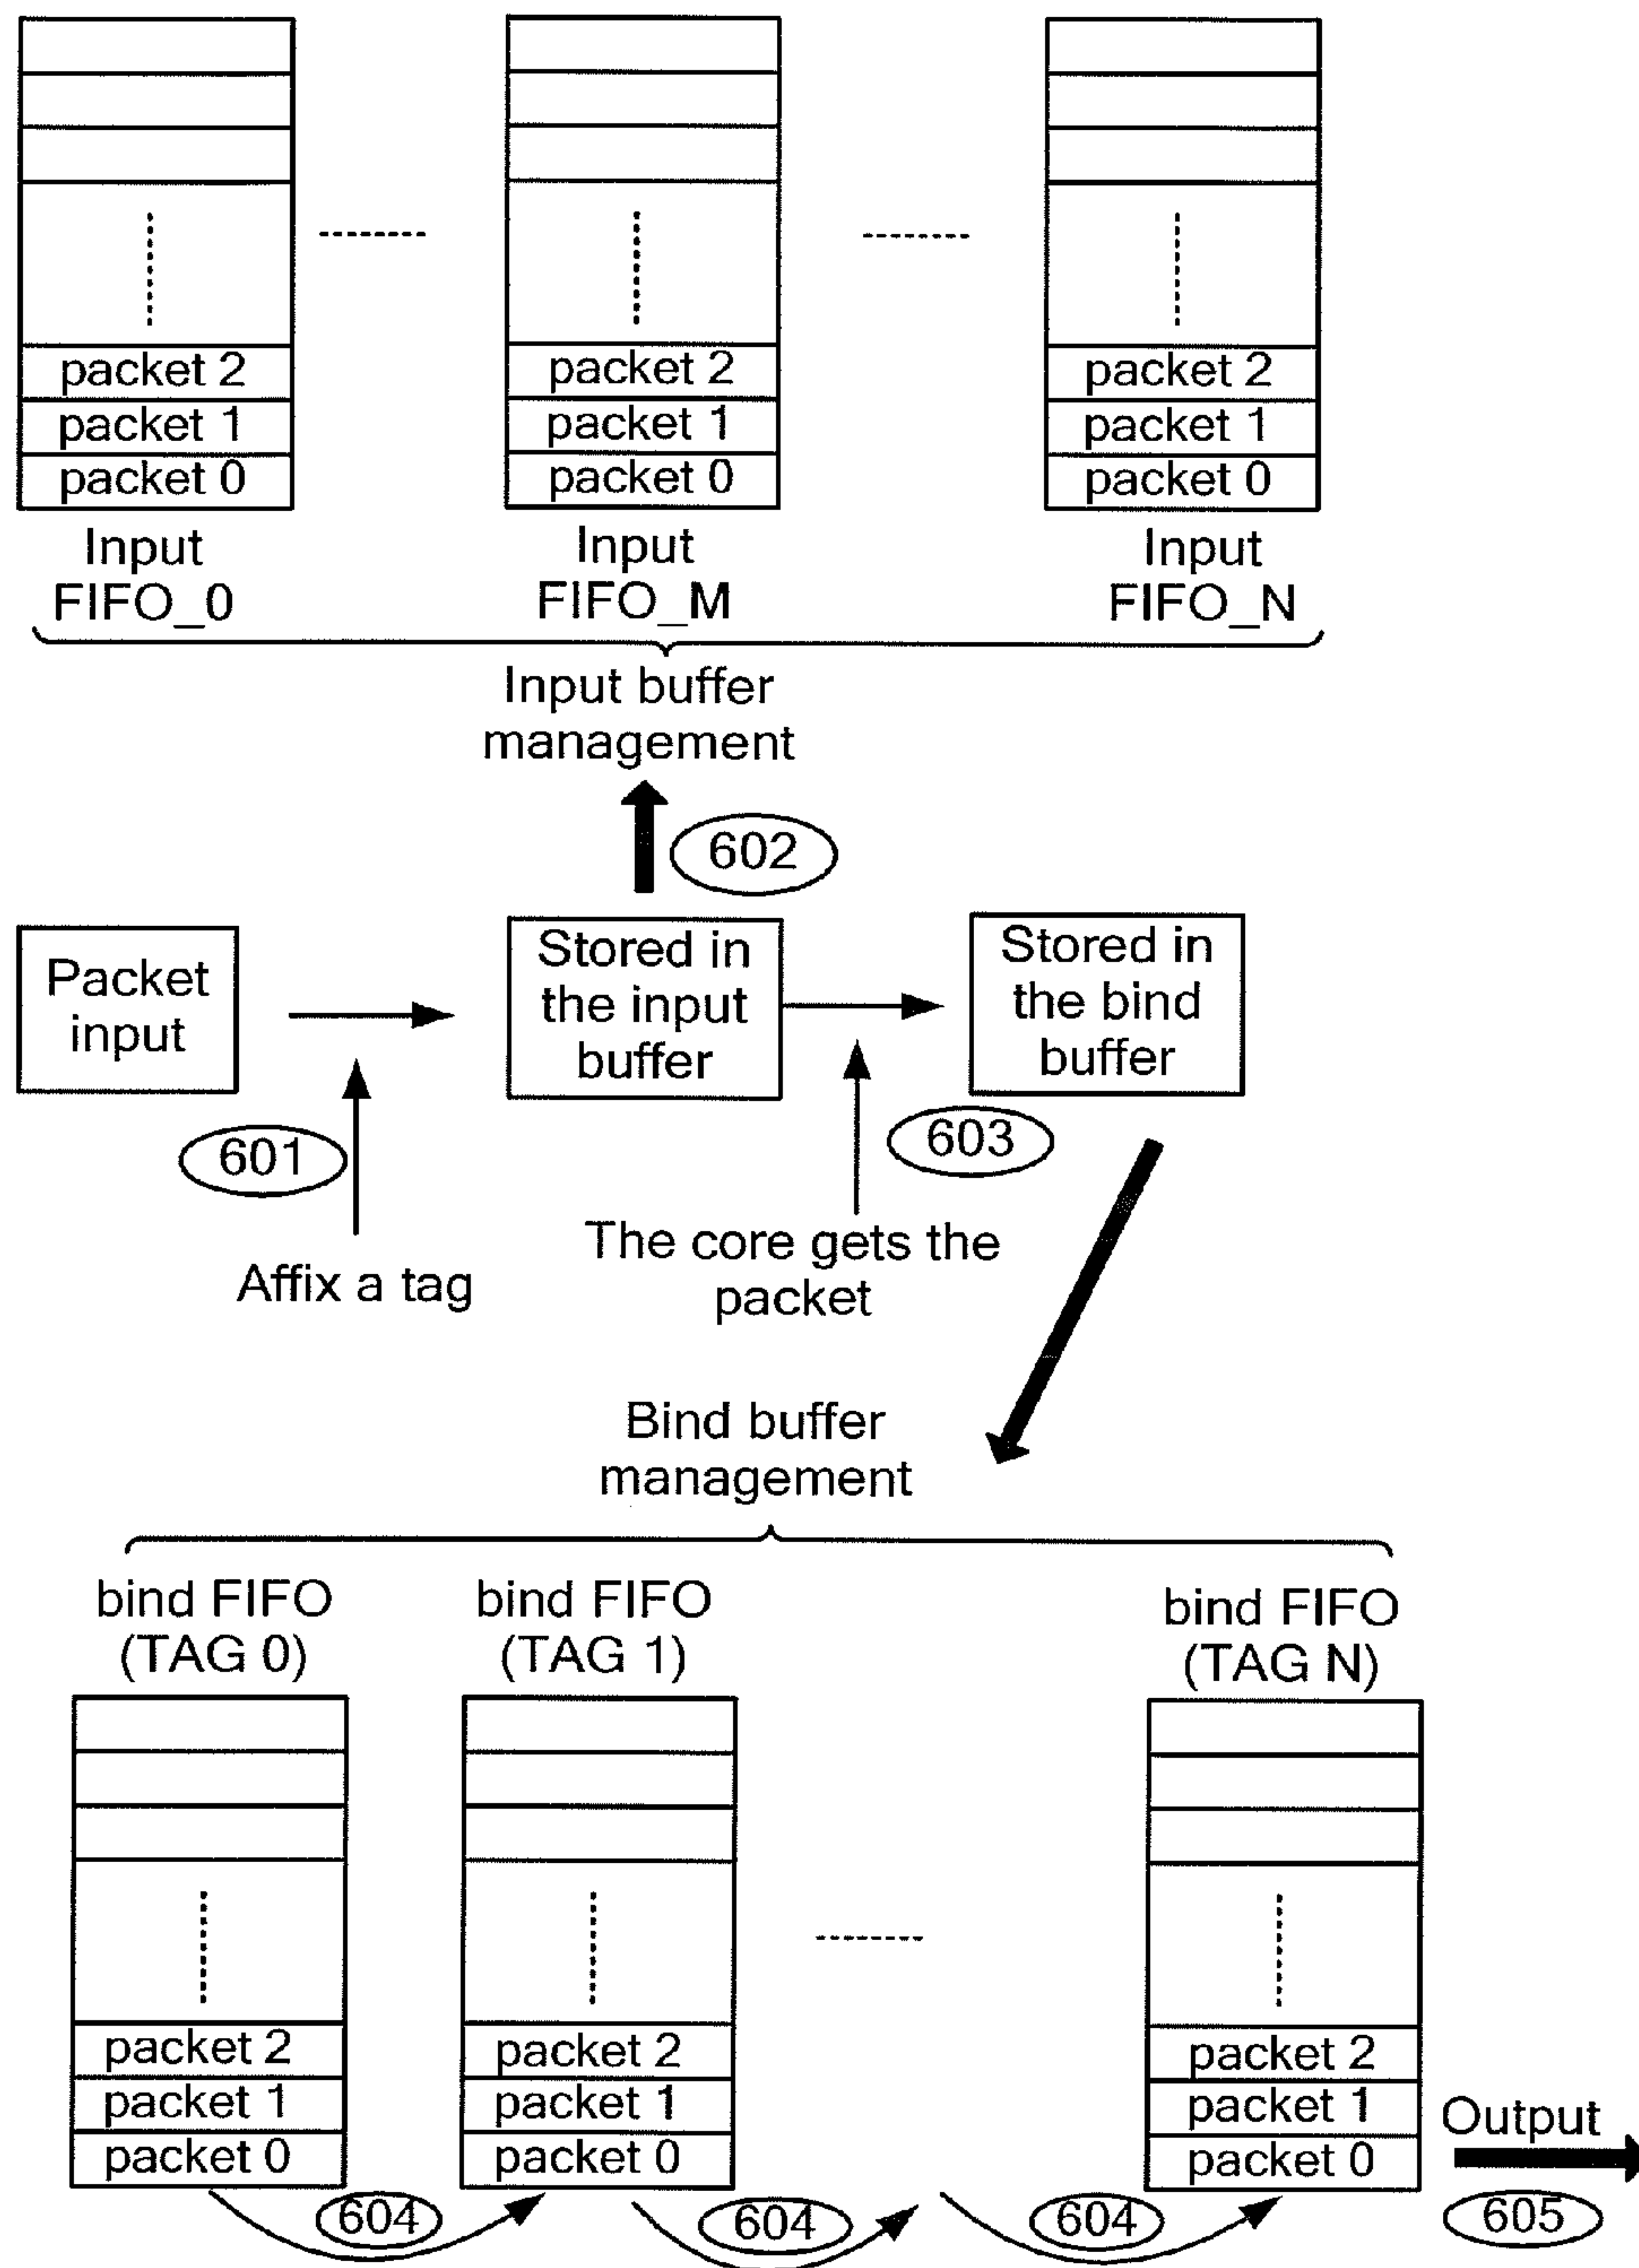 packet 2
packet 1
packet 0
Input
FIFO_0
packet 2
packet 1
packet 0
Input
FIFO_M
packet 2
packet 1
packet 0
Input
FIFO_N
Input buffer
management
602
Packet
input
Stored in
the input
buffer
Stored in
the bind
buffer
601
603
Affix a tag
The core gets the
packet
Bind buffer
management
bind FIFO
(TAG 0)
packet 2
packet 1
packet 0
bind FIFO
(TAG 1)
packet 2
packet 1
packet 0
bind FIFO
(TAG N)
packet 2
packet 1
packet 0
Output
604
604
604
605